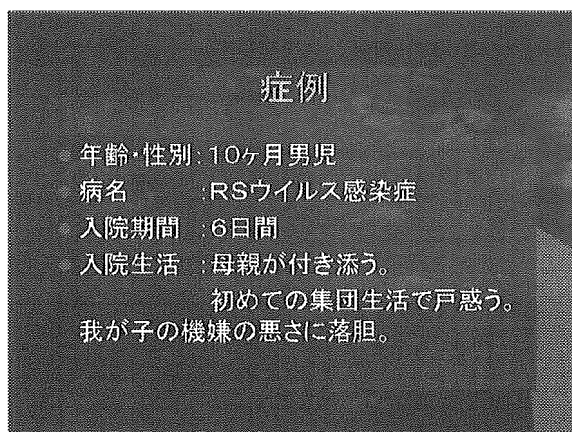 症例
年齢・性別:10ヶ月男児
病名　　　:RSウイルス感染症
入院期間　:6日間
入院生活　:母親が付き添う。
初めての集団生活で戸惑う。
我が子の機嫌の悪さに落胆。